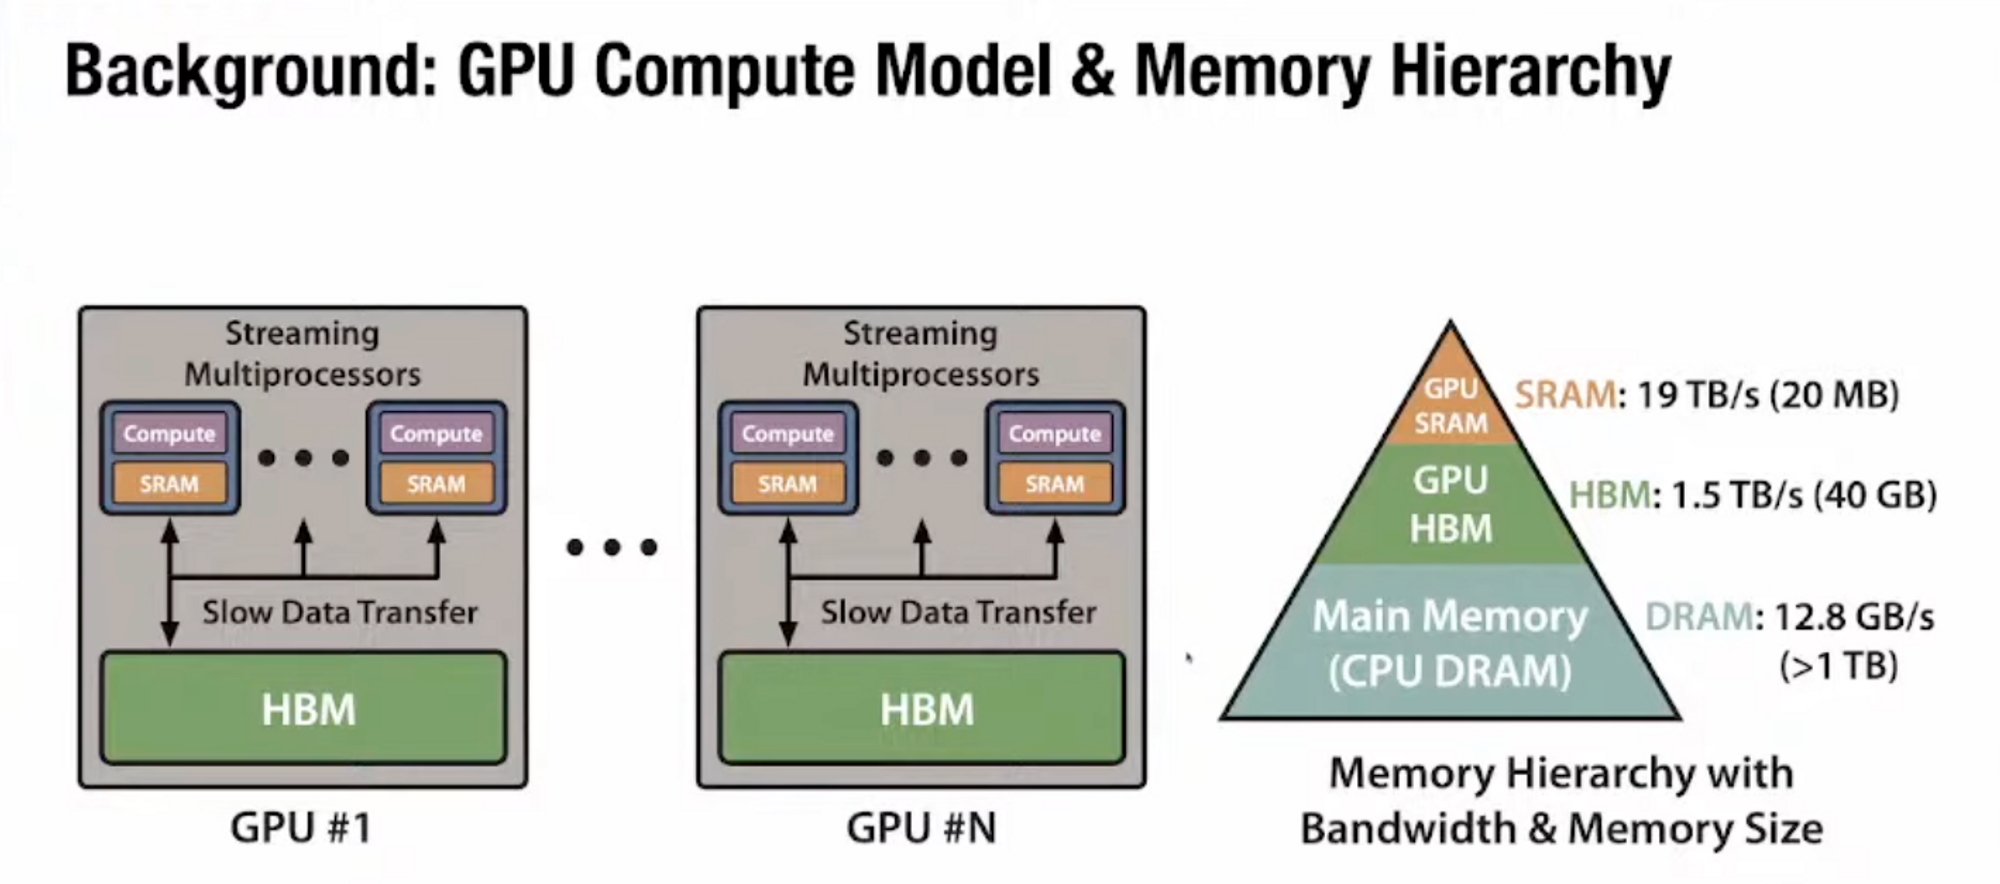 Background: GPU Compute Model & Memory Hierarchy
Streaming
Multiprocessors
Compute
SRAM
Compute
SRAM
Slow Data Transfer
HBM
GPU #1
Streaming
Multiprocessors
Compute
SRAM
Compute
SRAM
Slow Data Transfer
HBM
GPU #N
GPU
SRAM
SRAM: 19 TB/s (20 MB)
GPU
HBM
HBM: 1.5 TB/s (40 GB)
Main Memory
(CPU DRAM)
DRAM: 12.8 GB/s
(>1 TB)
Memory Hierarchy with
Bandwidth & Memory Size